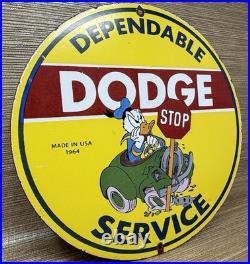 DEPENDABLE
DODGE
STOP
MADE IN USA
1964
SERVICE